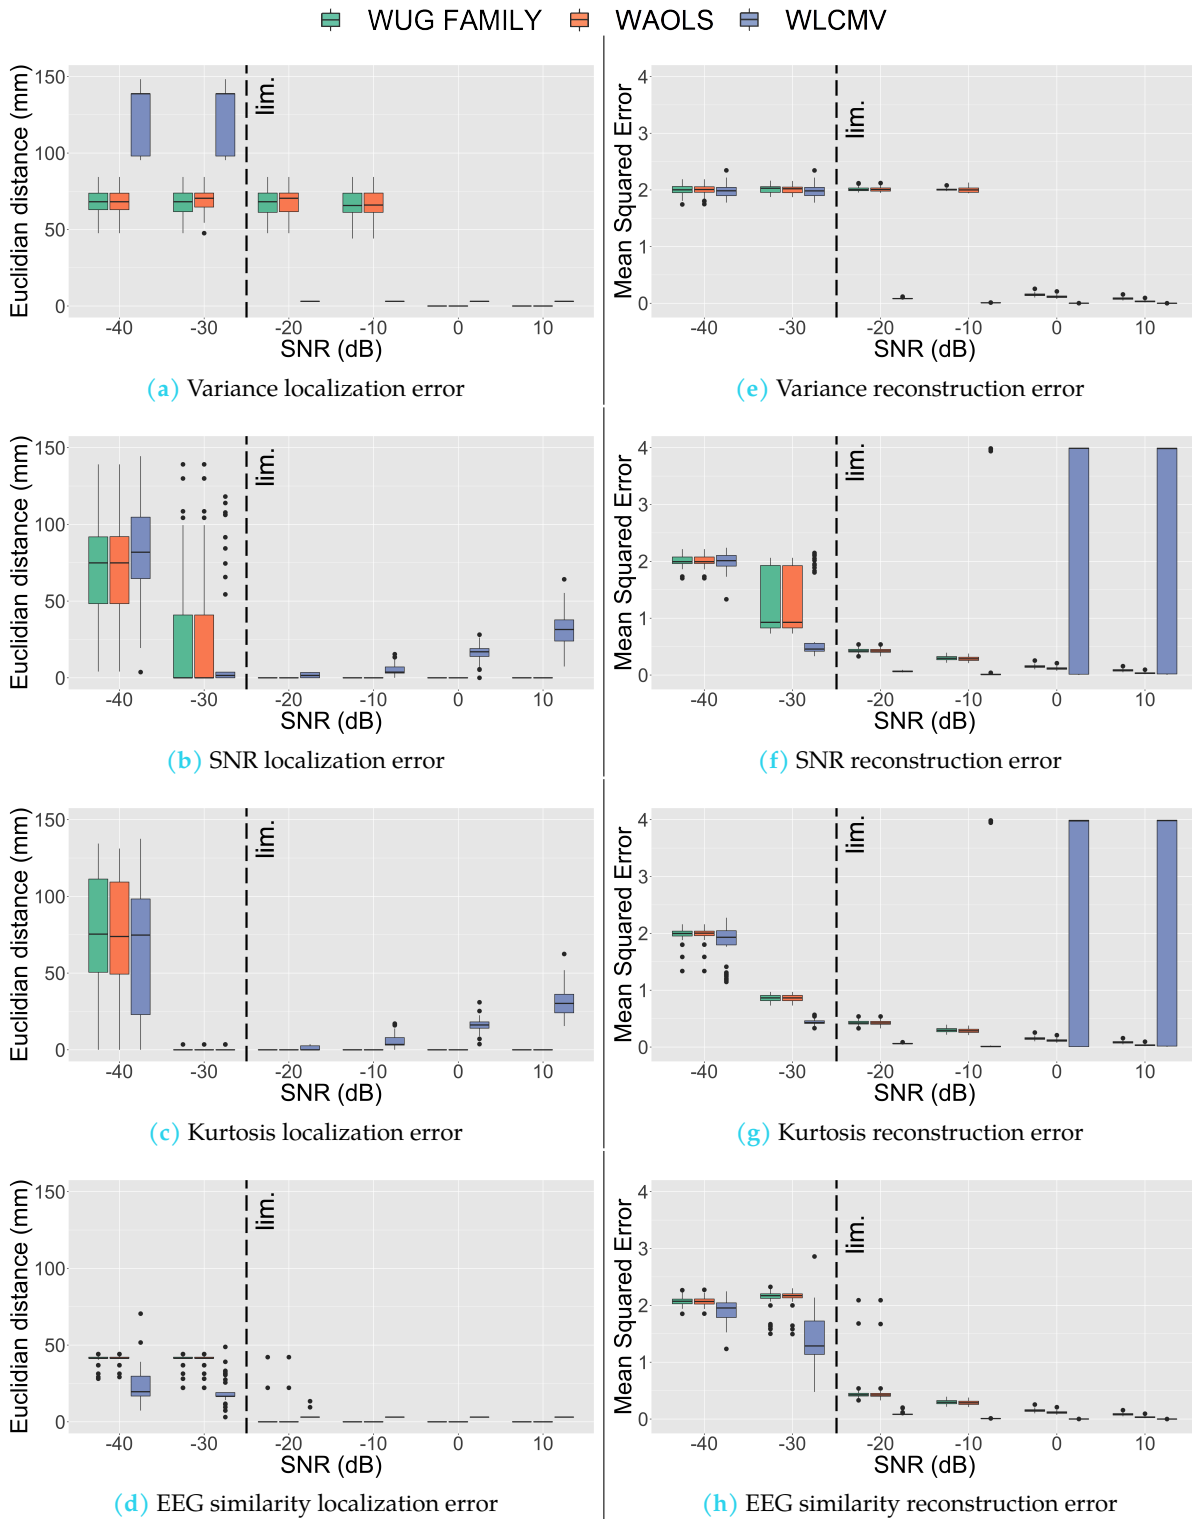 WUG FAMILY WAOLS WLCMV
Euclidian distance (mm)
150
100
50
0
lim.
-40 -30 -20 -10 0 10
SNR (dB)
(a) Variance localization error
Mean Squared Error
4
3
2
1
0
lim.
-40 -30 -20 -10 0 10
SNR (dB)
(e) Variance reconstruction error
Euclidian distance (mm)
150
100
50
0
lim.
-40 -30 -20 -10 0 10
SNR (dB)
(b) SNR localization error
Mean Squared Error
4
3
2
1
0
lim.
-40 -30 -20 -10 0 10
SNR (dB)
(f) SNR reconstruction error
Euclidian distance (mm)
150
100
50
0
lim.
-40 -30 -20 -10 0 10
SNR (dB)
(c) Kurtosis localization error
Mean Squared Error
4
3
2
1
0
lim.
-40 -30 -20 -10 0 10
SNR (dB)
(g) Kurtosis reconstruction error
Euclidian distance (mm)
150
100
50
0
lim.
-40 -30 -20 -10 0 10
SNR (dB)
(d) EEG similarity localization error
Mean Squared Error
4
3
2
1
0
lim.
-40 -30 -20 -10 0 10
SNR (dB)
(h) EEG similarity reconstruction error